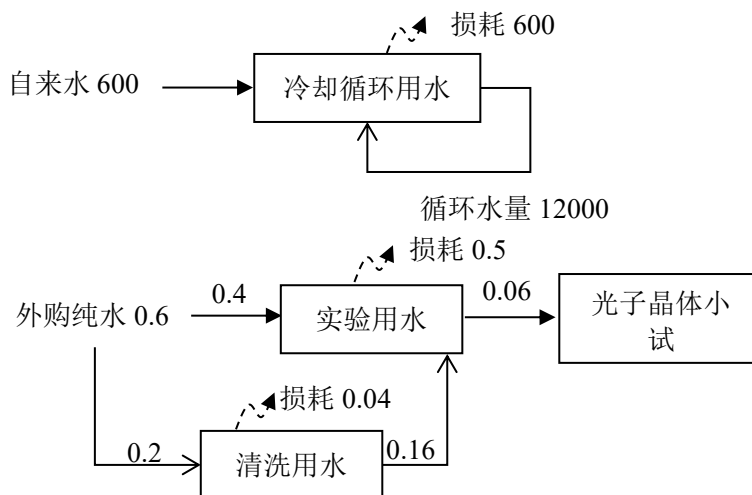 损耗 600
自来水 600
冷却循环用水
循环水量 12000
损耗 0.5
外购纯水 0.6
0.4
实验用水
0.06
光子晶体小
试
损耗 0.04
0.2
清洗用水
0.16